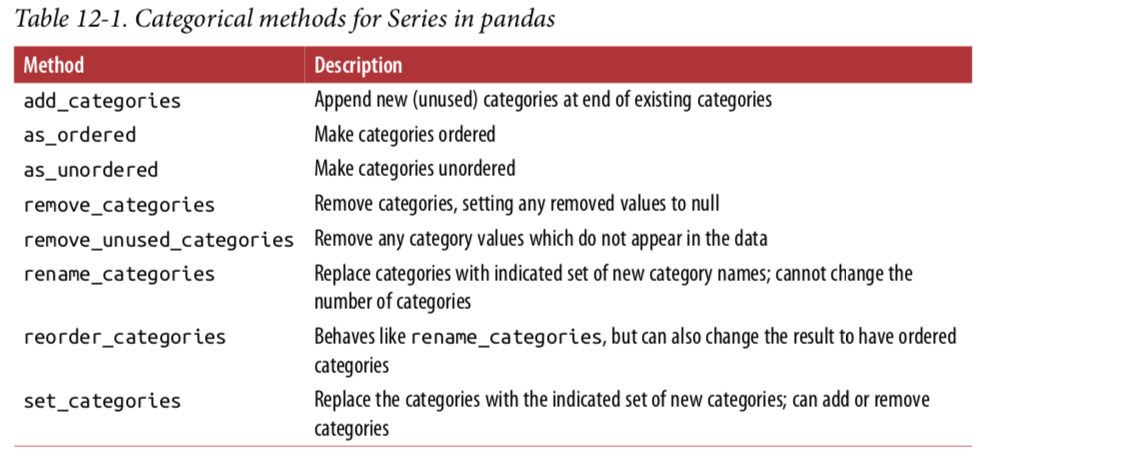 Table 12-1. Categorical methods for Series in pandas
Method Description
add_categories Append new (unused) categories at end of existing categories
as_ordered Make categories ordered
as_unordered Make categories unordered
remove_categories Remove categories, setting any removed values to null
remove_unused_categories Remove any category values which do not appear in the data
rename_categories Replace categories with indicated set of new category names; cannot change the
number of categories
reorder_categories Behaves like rename_categories, but can also change the result to have ordered
categories
set_categories Replace the categories with the indicated set of new categories; can add or remove
categories